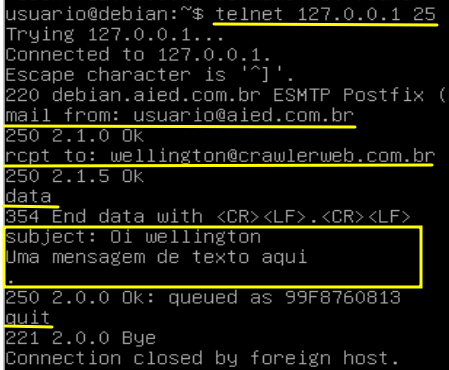 usuario@debian:~$ telnet 127.0.0.1 25
Trying 127.0.0.1...
Connected to 127.0.0.1.
Escape character is '^]'.
220 debian.aied.com.br ESMTP Postfix (
mail from: usuario@aied.com.br
250 2.1.0 Ok
rcpt to: wellington@crawlerweb.com.br
250 2.1.5 Ok
data
354 End data with <CR><LF>.<CR><LF>
subject: Oi wellington
Uma mensagem de texto aqui
.
250 2.0.0 Ok: queued as 99F8760813
quit
221 2.0.0 Bye
Connection closed by foreign host.